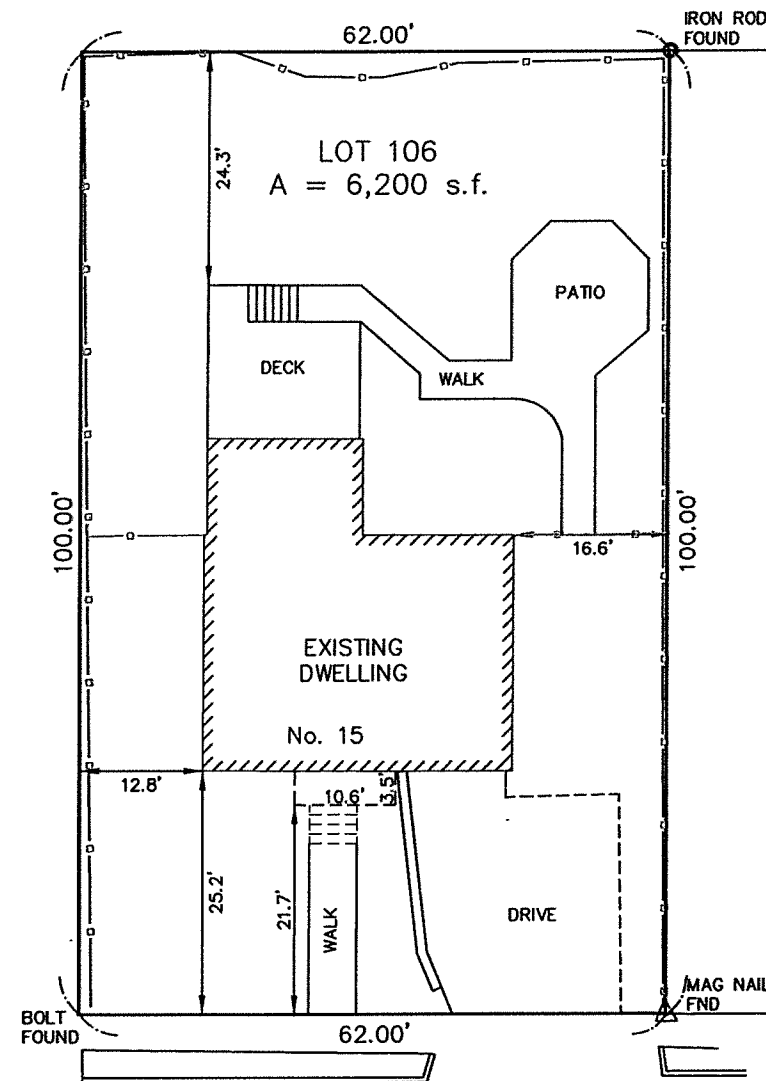 IRON ROD
FOUND
62.00'
LOT 106
A = 6,200 s.f.
24.3'
PATIO
DECK
WALK
100.00'
100.00'
16.6'
EXISTING
DWELLING
No. 15
12.8'
10.6'
3.5'
25.2'
21.7'
WALK
DRIVE
MAG NAIL
FND
BOLT
FOUND
62.00'